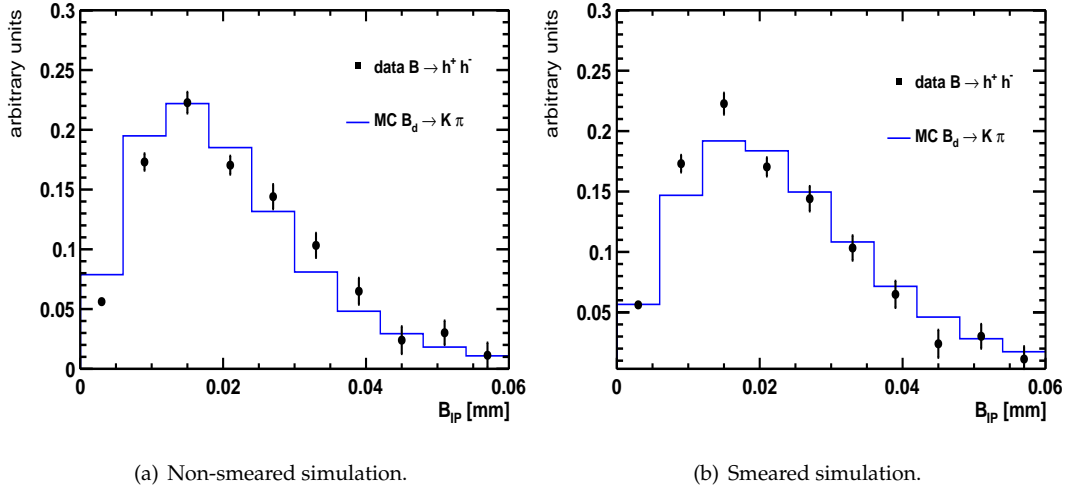 arbitrary units
0.3
0.25
0.2
0.15
0.1
0.05
0
data B → h⁺ h⁻
MC B_d → K π
0 0.02 0.04 0.06
B_IP [mm]
(a) Non-smeared simulation.
arbitrary units
0.3
0.25
0.2
0.15
0.1
0.05
data B → h⁺ h⁻
MC B_d → K π
0 0.02 0.04 0.06
B_IP [mm]
(b) Smeared simulation.